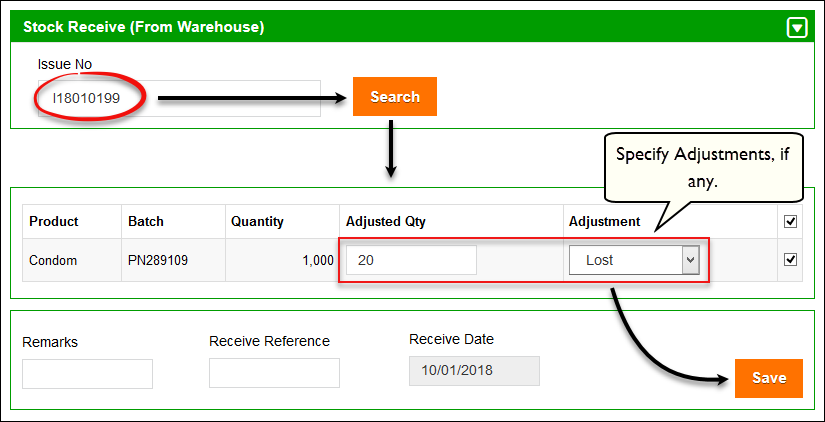 Stock Receive (From Warehouse)
Issue No
I18010199
Search
Specify Adjustments, if
any.
Product Batch Quantity Adjusted Qty Adjustment
Condom PN289109 1,000 20 Lost
Remarks Receive Reference Receive Date
10/01/2018
Save